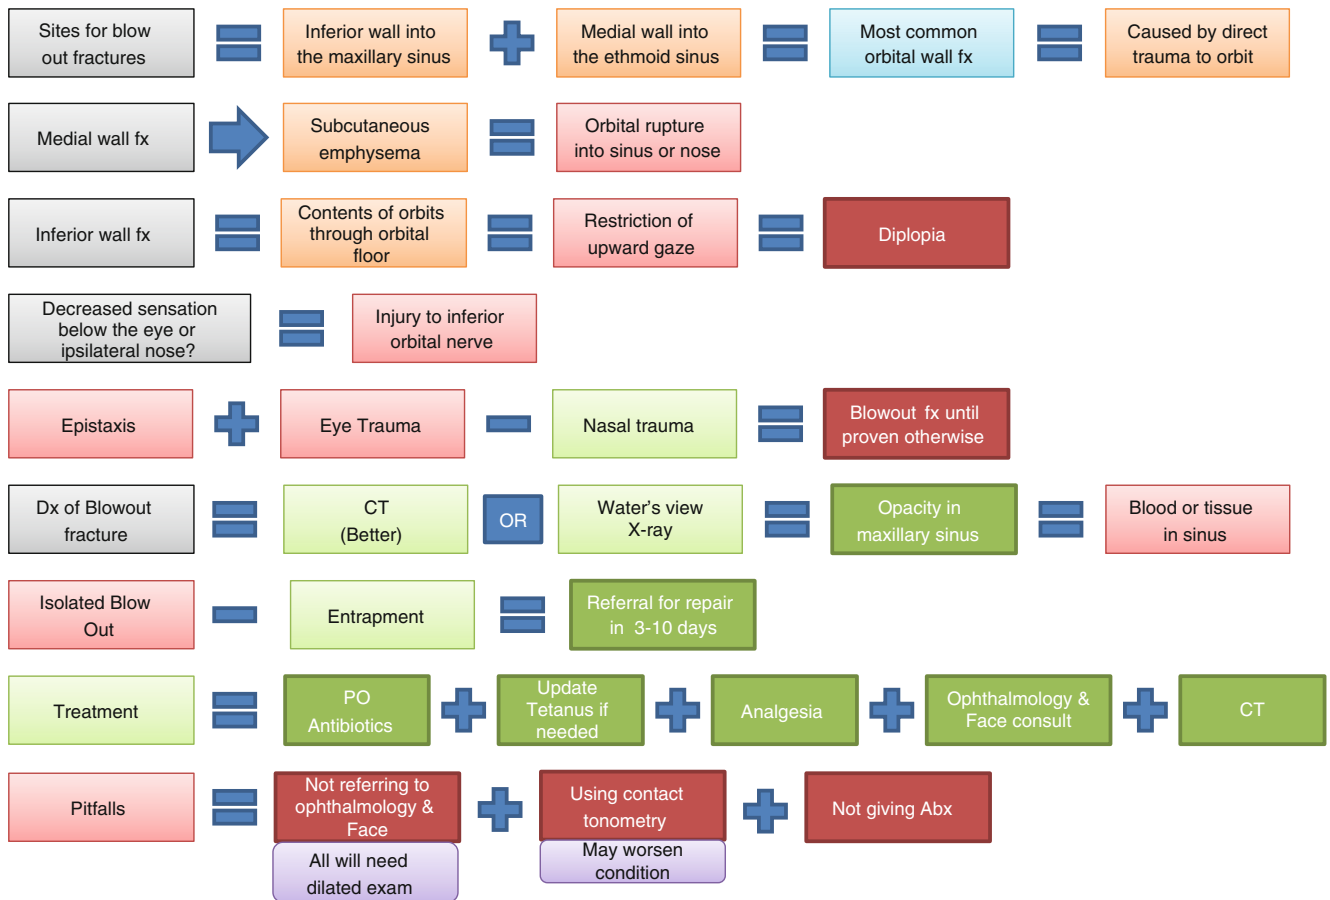 Sites for blow
out fractures
Inferior wall into
the maxillary sinus
Medial wall into
the ethmoid sinus
Most common
orbital wall fx
Caused by direct
trauma to orbit
Medial wall fx
Subcutaneous
emphysema
Orbital rupture
into sinus or nose
Inferior wall fx
Contents of orbits
through orbital
floor
Restriction of
upward gaze
Diplopia
Decreased sensation
below the eye or
ipsilateral nose?
Injury to inferior
orbital nerve
Epistaxis
Eye Trauma
Nasal trauma
Blowout fx until
proven otherwise
Dx of Blowout
fracture
CT
(Better)
OR
Water's view
X-ray
Opacity in
maxillary sinus
Blood or tissue
in sinus
Isolated Blow
Out
Entrapment
Referral for repair
in 3-10 days
Treatment
PO
Antibiotics
Update
Tetanus if
needed
Analgesia
Ophthalmology &
Face consult
CT
Pitfalls
Not referring to
ophthalmology &
Face
All will need
dilated exam
Using contact
tonometry
May worsen
condition
Not giving Abx